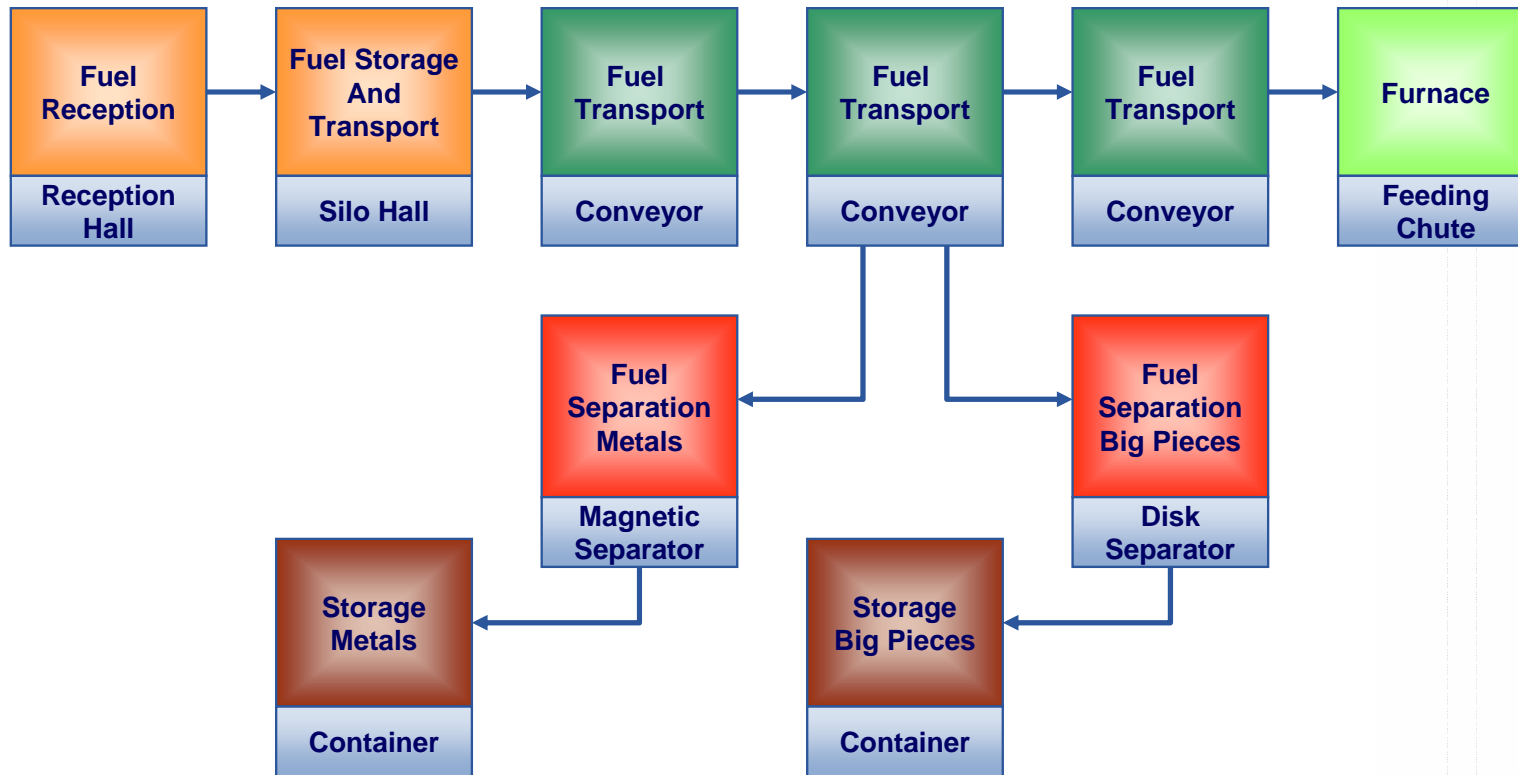 Fuel
Reception
Reception
Hall
Fuel Storage
And
Transport
Silo Hall
Fuel
Transport
Conveyor
Fuel
Transport
Conveyor
Fuel
Transport
Conveyor
Furnace
Feeding
Chute
Fuel
Separation
Metals
Magnetic
Separator
Fuel
Separation
Big Pieces
Disk
Separator
Storage
Metals
Container
Storage
Big Pieces
Container